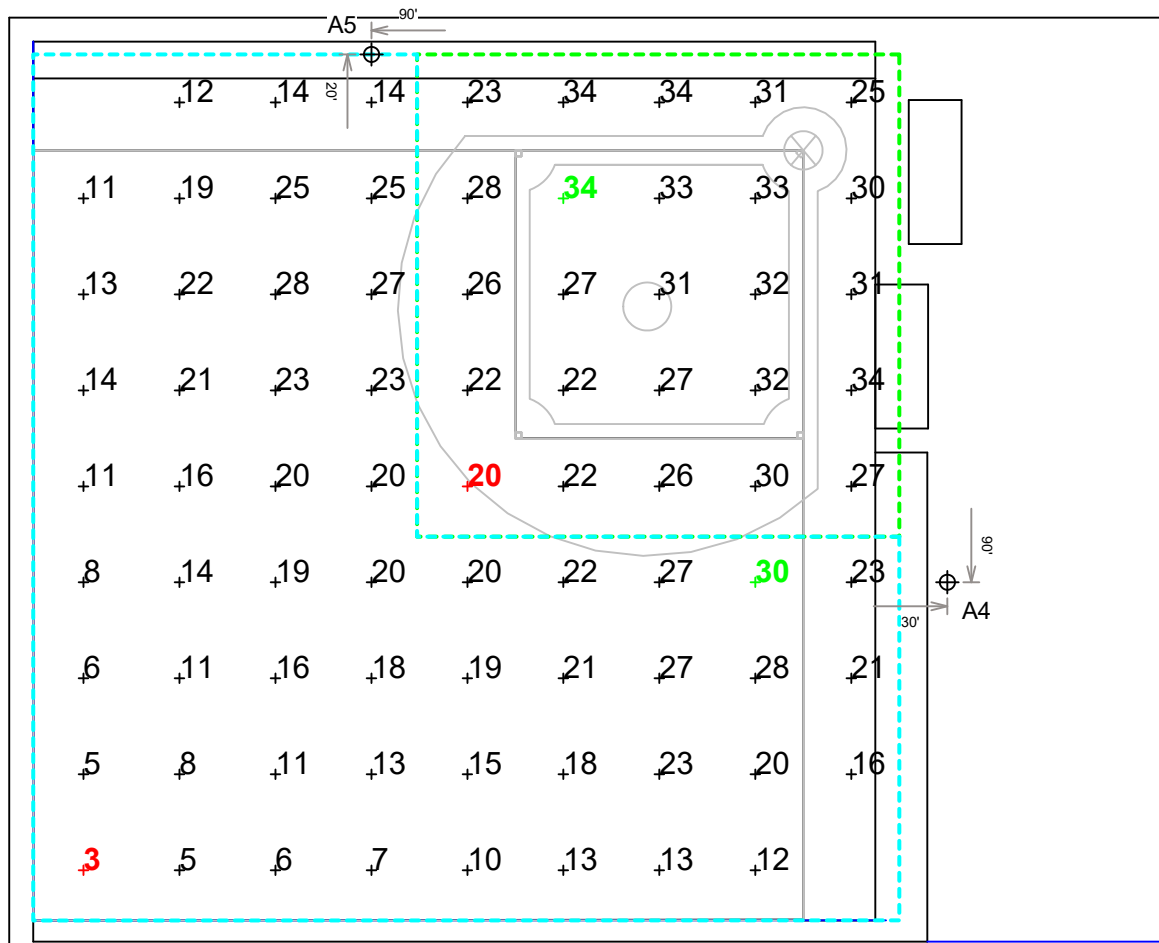 A5 90'
20'
12 14 14 23 34 34 31 25
11 19 25 25 28 34 33 33 30
13 22 28 27 26 27 31 32 31
14 21 23 23 22 22 27 32 34
11 16 20 20 20 22 26 30 27
90'
8 14 19 20 20 22 27 30 23
30' A4
6 11 16 18 19 21 27 28 21
5 8 11 13 15 18 23 20 16
3 5 6 7 10 13 13 12